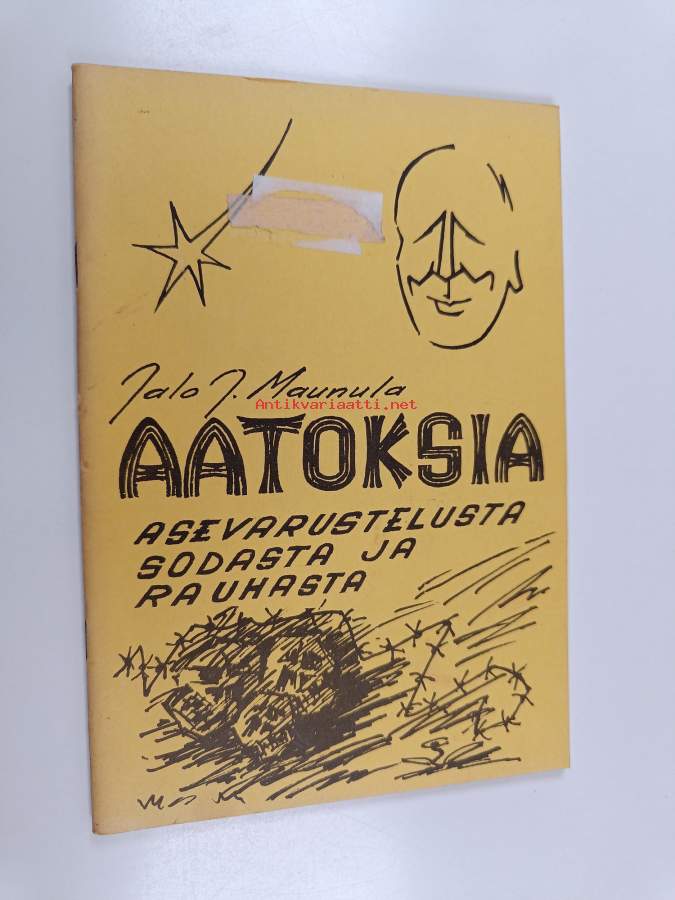 Jalo J. Maunula
Antikvariaatti.net
AATOKSIA
ASEVARUSTELUSTA
SODASTA JA
RAUHASTA